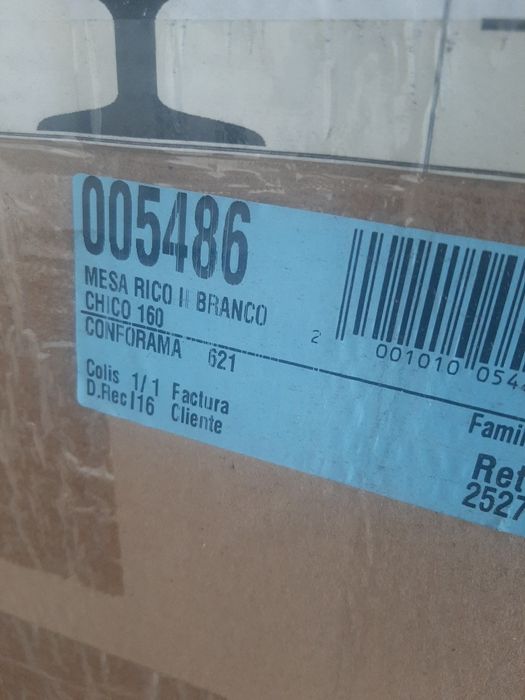 005486
MESA RICO II BRANCO
CHICO 160
CONFORAMA 621
2 001010 054
Colis 1/1 Factura
D.Rec 16 Cliente
Famil
Ret
2527